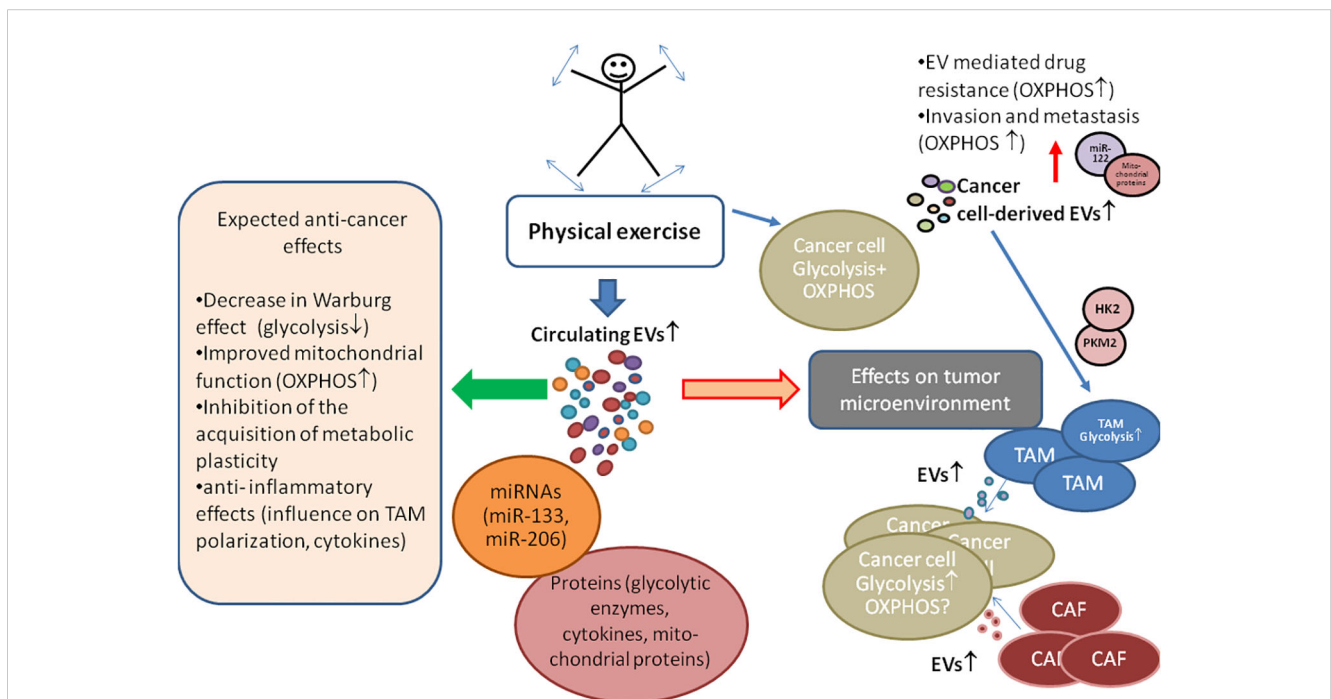 •EV mediated drug
resistance (OXPHOS↑)
•Invasion and metastasis
(OXPHOS ↑)
miR-
122
Mito-
chondrial
proteins
Cancer
cell-derived EVs↑
Physical exercise
Cancer cell
Glycolysis+
OXPHOS
Expected anti-cancer
effects
•Decrease in Warburg
effect (glycolysis↓)
•Improved mitochondrial
function (OXPHOS↑)
•Inhibition of the
acquisition of metabolic
plasticity
•anti-inflammatory
effects (influence on TAM
polarization, cytokines)
Circulating EVs↑
miRNAs
(miR-133,
miR-206)
Proteins (glycolytic
enzymes,
cytokines, mito-
chondrial proteins)
HK2
PKM2
Effects on tumor
microenvironment
TAM
Glycolysis↑
TAM
TAM
EVs↑
Cancer
Cancer
Cancer cell
Glycolysis↑
OXPHOS?
EVs↑
CAF
CAF